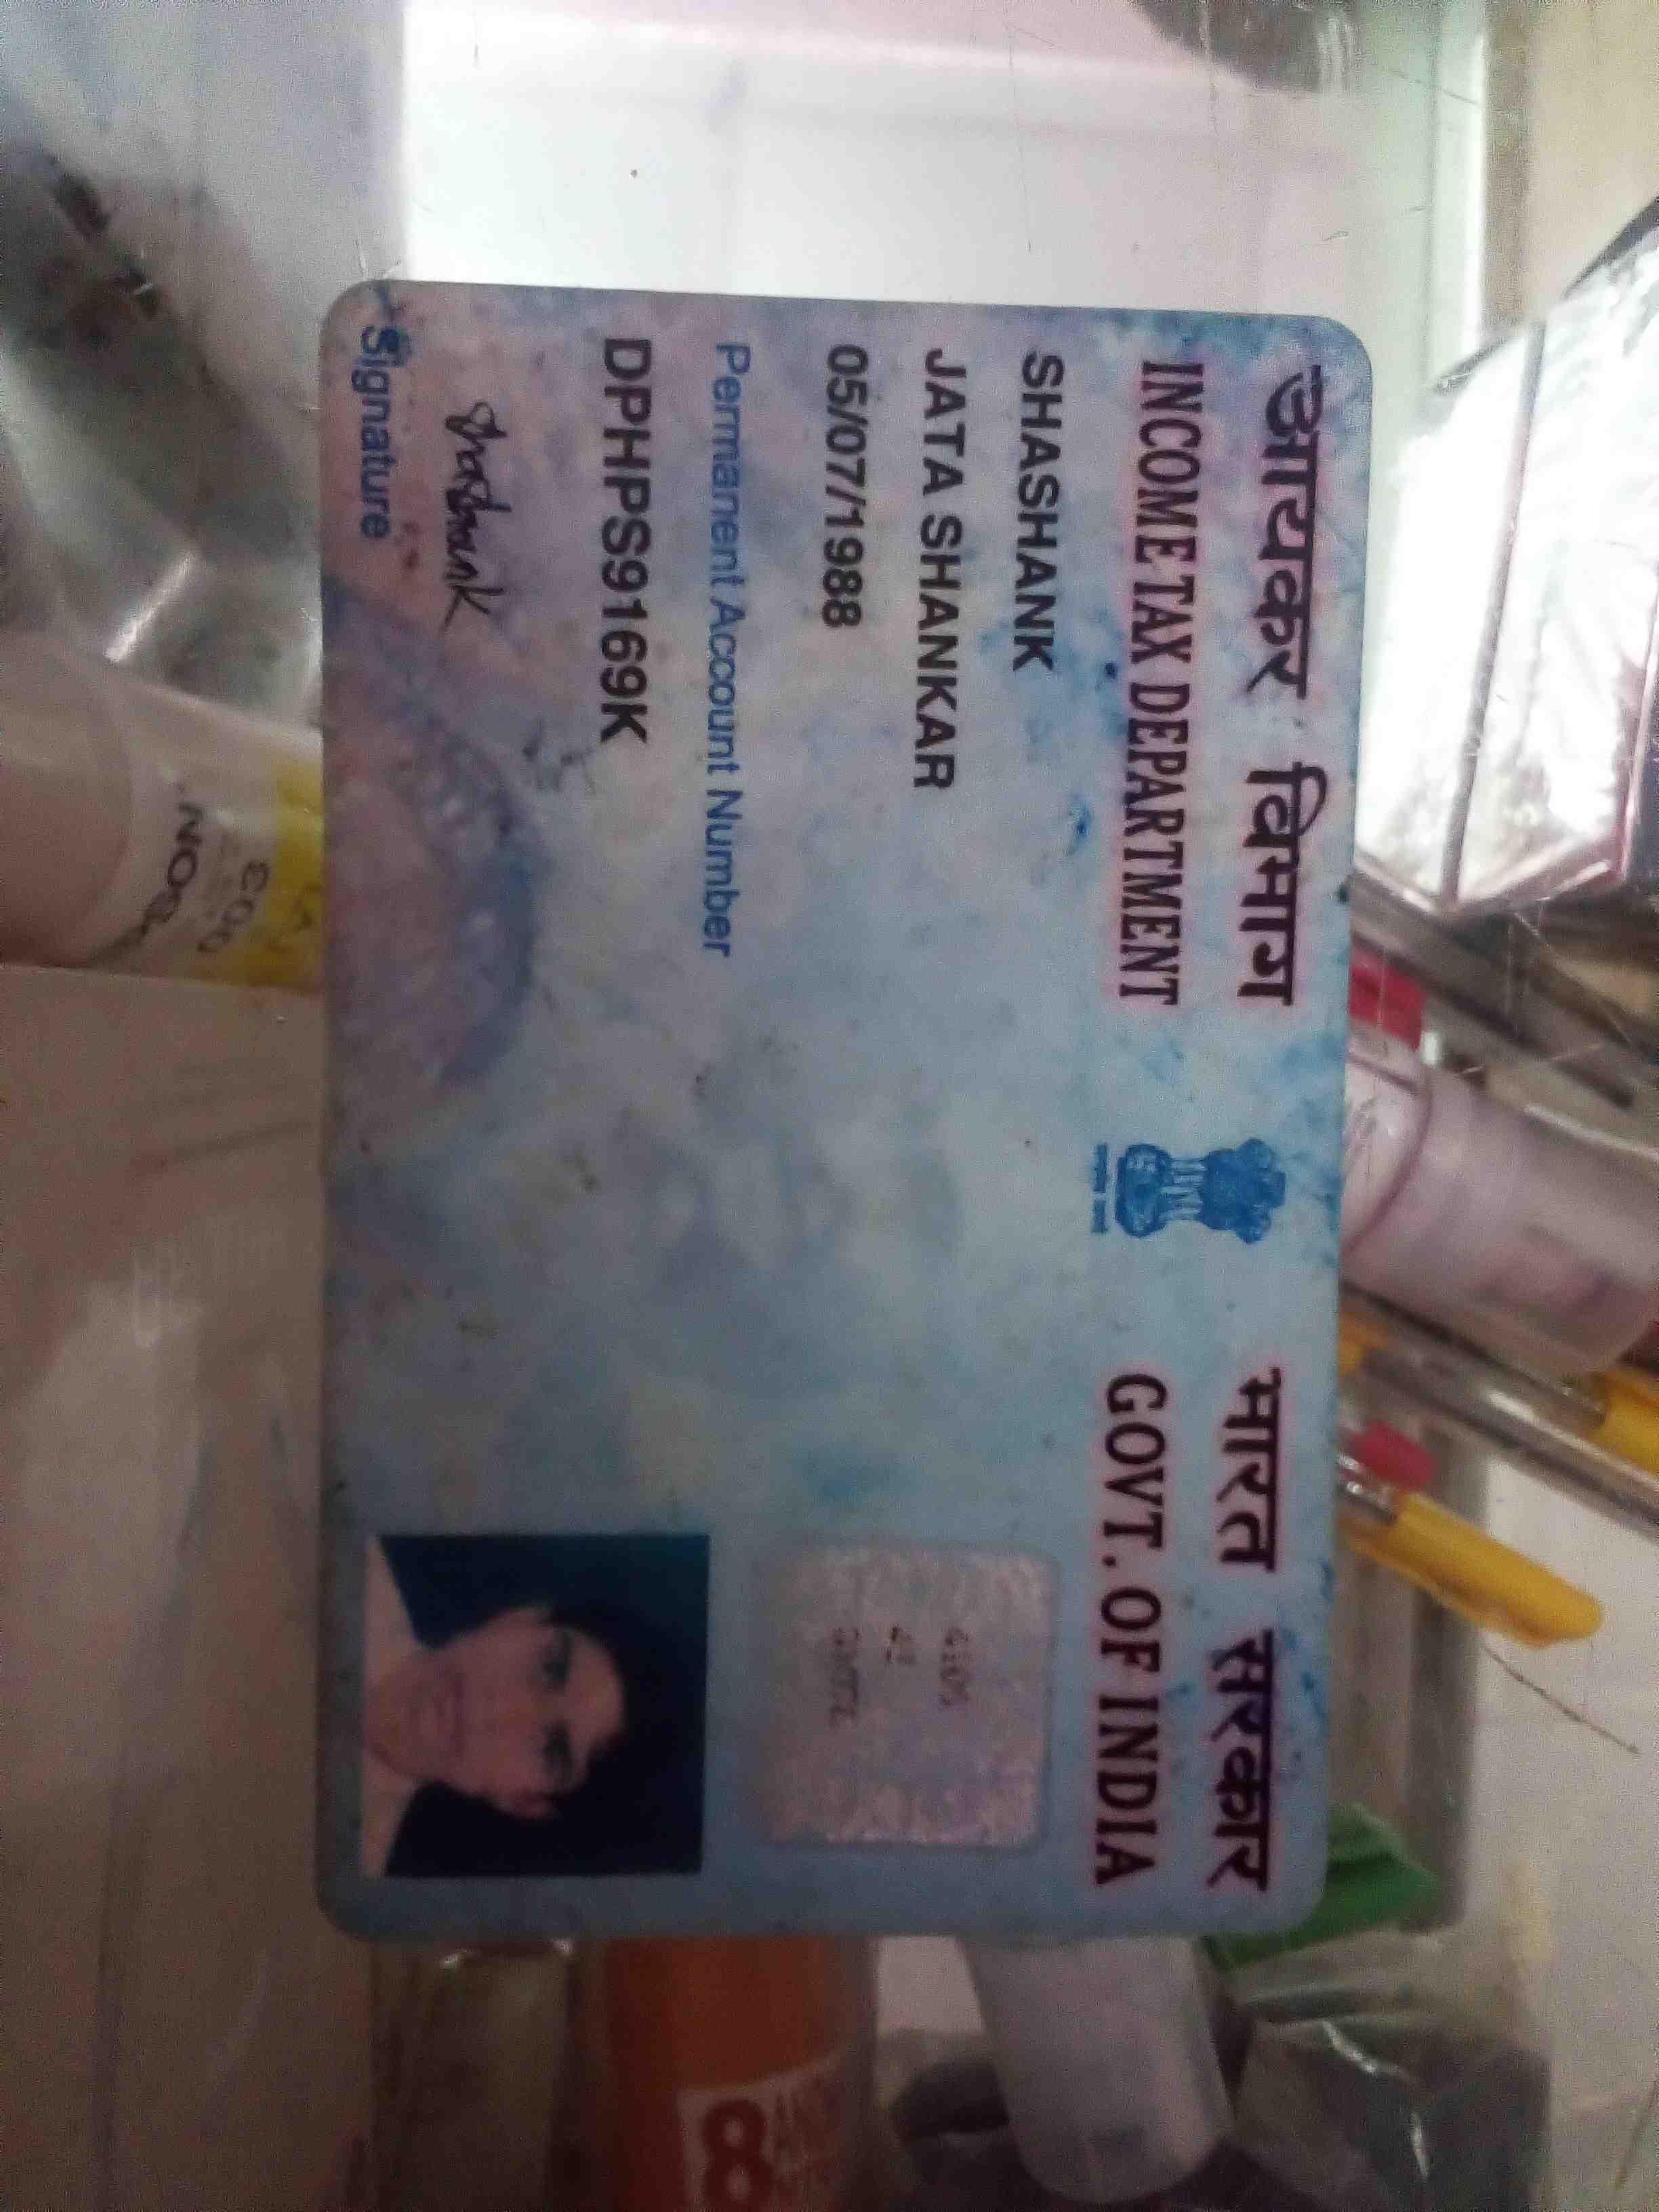 आयकर विभाग
INCOME TAX DEPARTMENT
भारत सरकार
GOVT. OF INDIA
SHASHANK
JATA SHANKAR
05/07/1988
Permanent Account Number
DPHPS9169K
Shashank
Signature